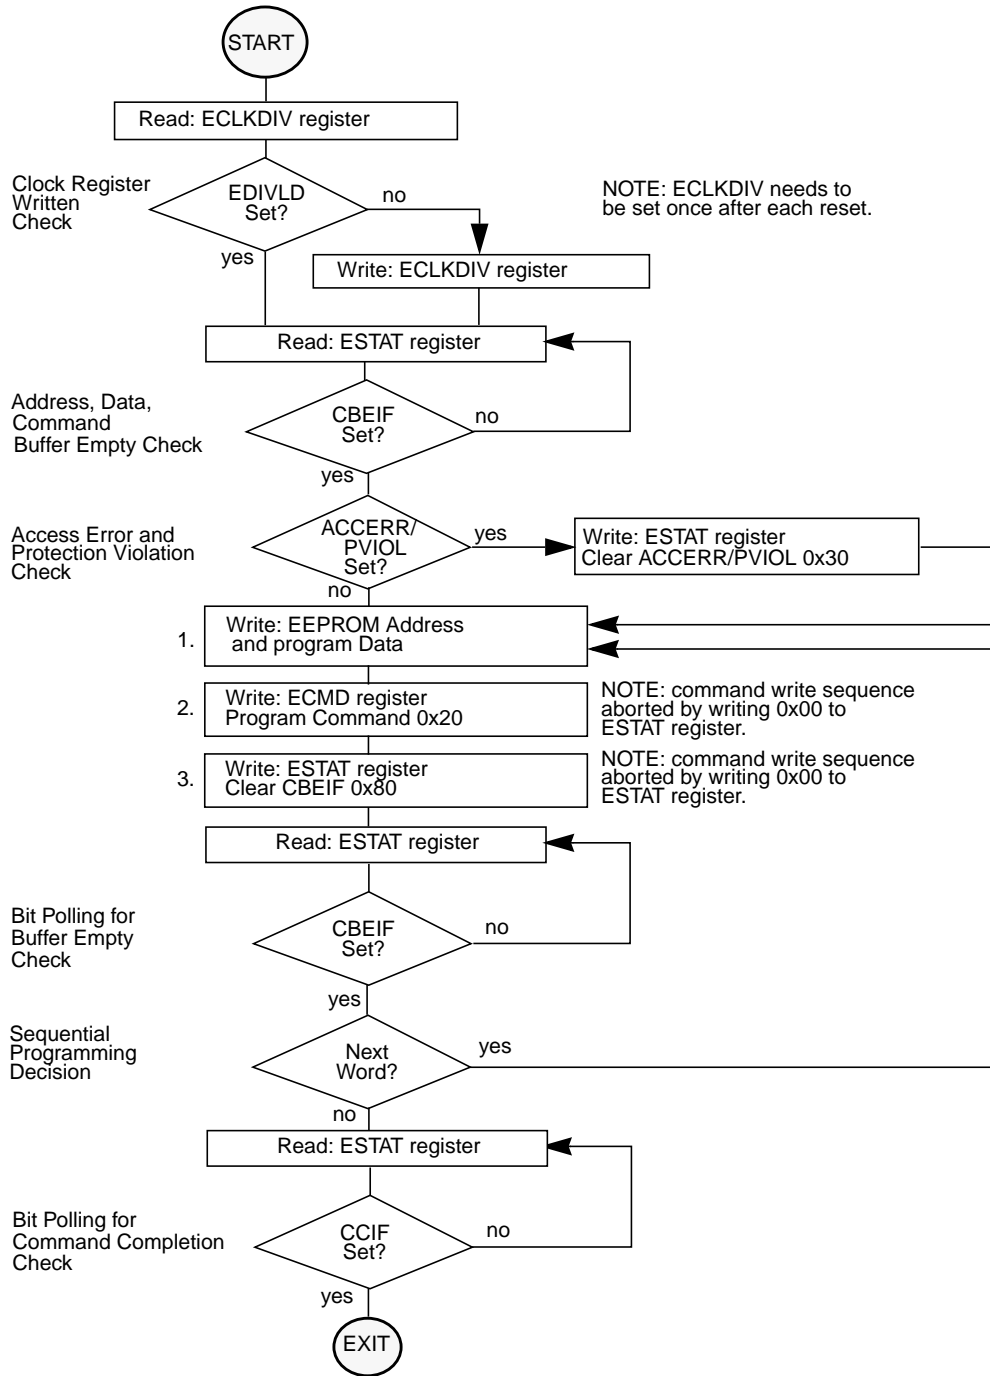 START
Read: ECLKDIV register
Clock Register
Written
Check
EDIVLD
Set?
no
yes
NOTE: ECLKDIV needs to
be set once after each reset.
Write: ECLKDIV register
Read: ESTAT register
Address, Data,
Command
Buffer Empty Check
CBEIF
Set?
no
yes
Access Error and
Protection Violation
Check
ACCERR/
PVIOL
Set?
yes
no
Write: ESTAT register
Clear ACCERR/PVIOL 0x30
1.
Write: EEPROM Address
and program Data
2.
Write: ECMD register
Program Command 0x20
NOTE: command write sequence
aborted by writing 0x00 to
ESTAT register.
3.
Write: ESTAT register
Clear CBEIF 0x80
NOTE: command write sequence
aborted by writing 0x00 to
ESTAT register.
Read: ESTAT register
Bit Polling for
Buffer Empty
Check
CBEIF
Set?
no
yes
Sequential
Programming
Decision
Next
Word?
yes
no
Read: ESTAT register
Bit Polling for
Command Completion
Check
CCIF
Set?
no
yes
EXIT